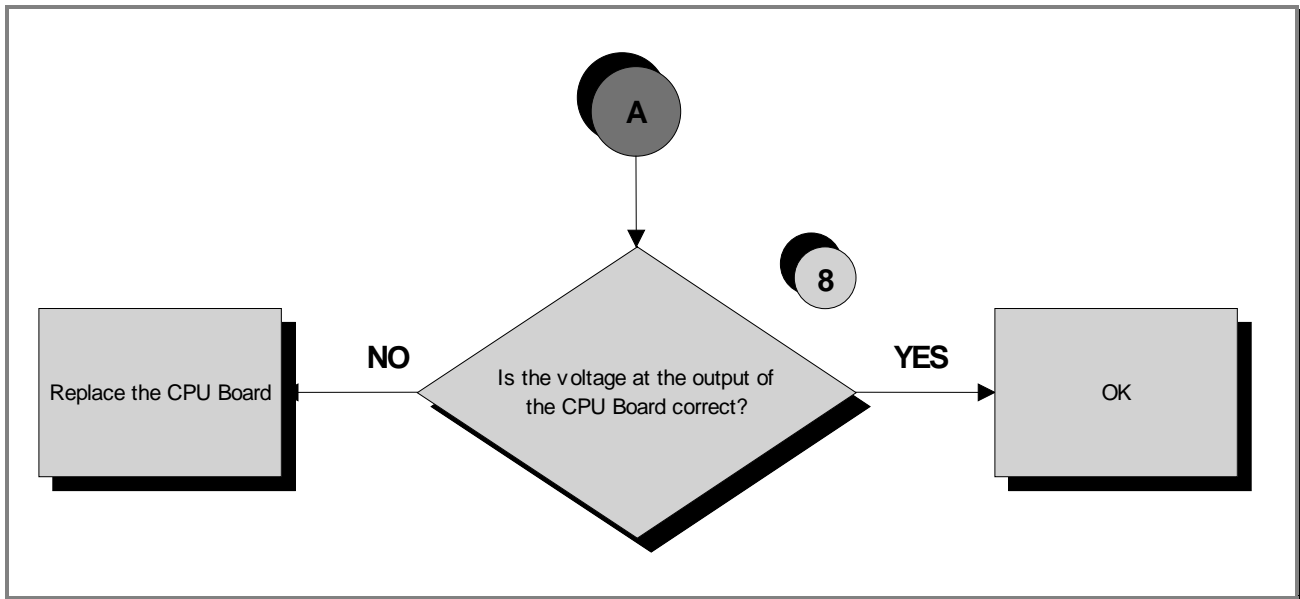 A
8
NO
YES
Replace the CPU Board
Is the voltage at the output of
the CPU Board correct?
OK